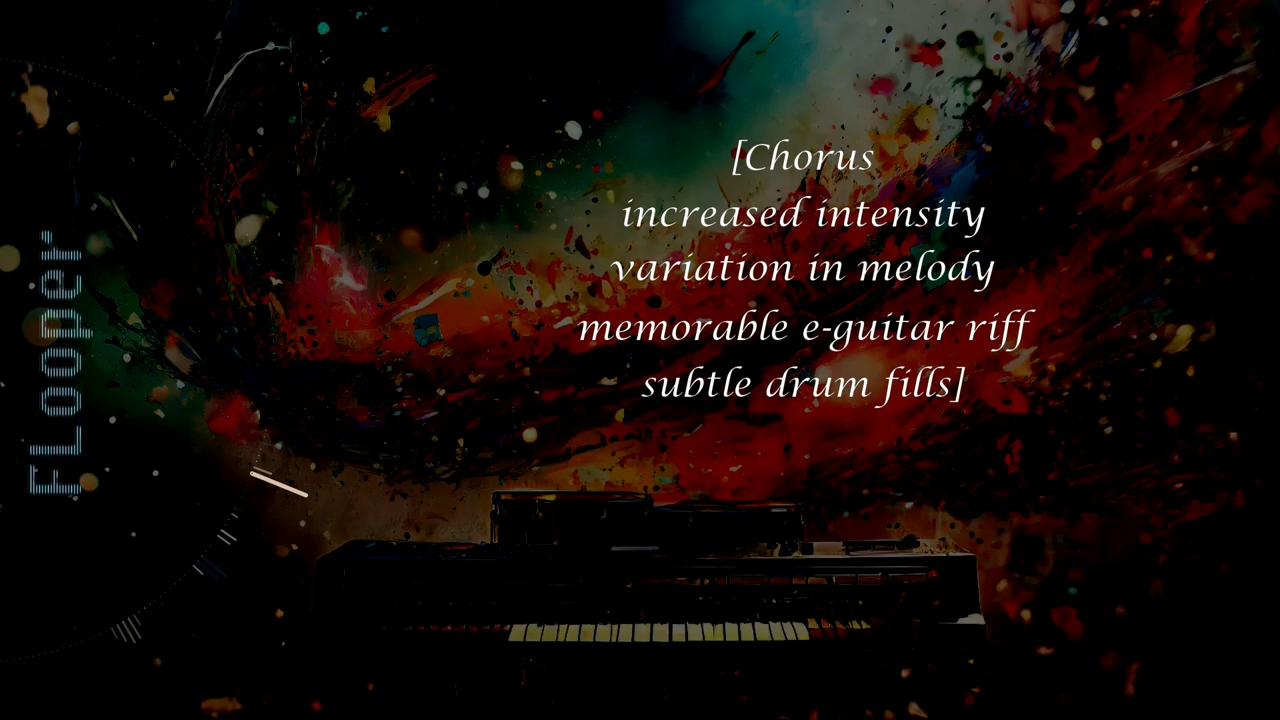 [Chorus
increased intensity
variation in melody
memorable e-guitar riff
subtle drum fills]
FLooper